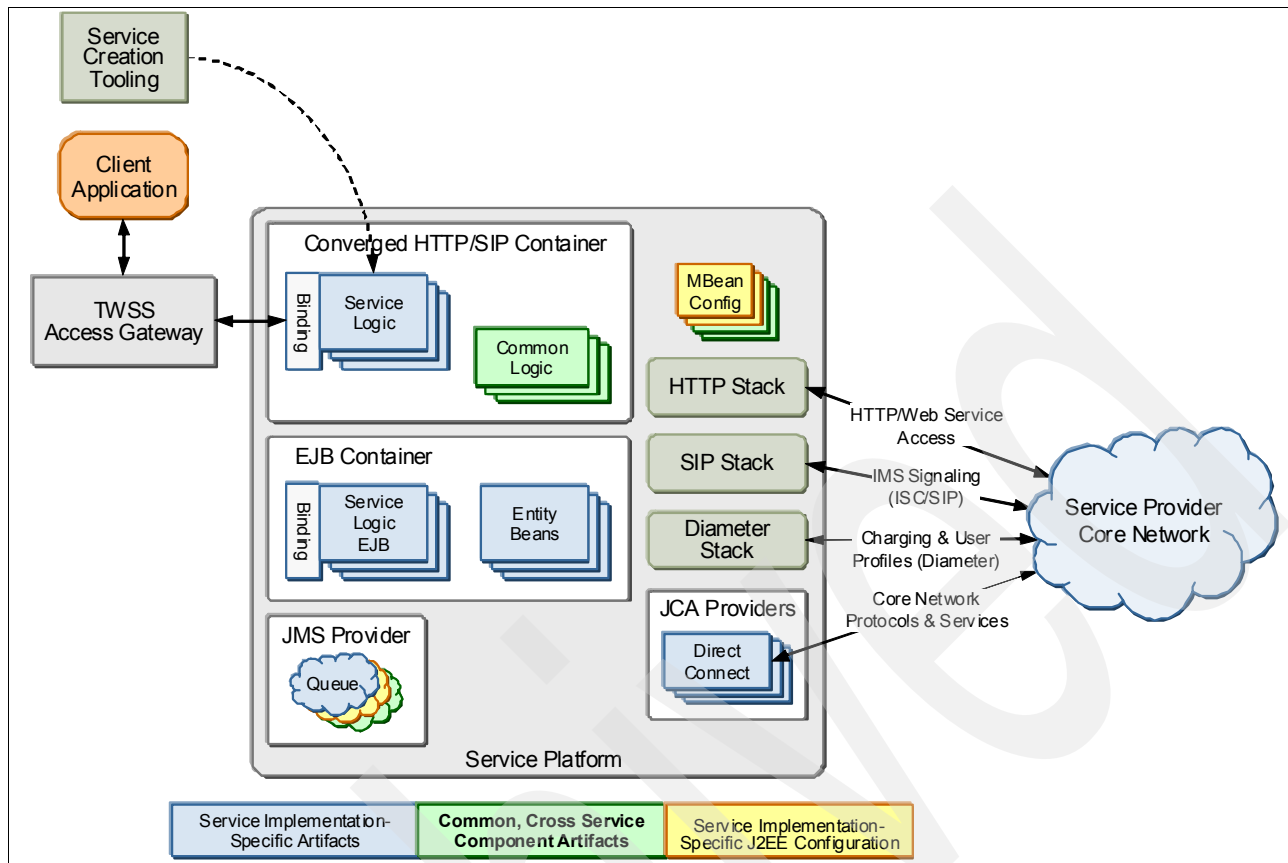 Service
Creation
Tooling
Client
Application
TWSS
Access Gateway
Converged HTTP/SIP Container
Binding
Service
Logic
Common
Logic
MBean
Config
HTTP Stack
SIP Stack
Diameter
Stack
EJB Container
Binding
Service
Logic
EJB
Entity
Beans
JMS Provider
Queue
JCA Providers
Direct
Connect
Service Platform
HTTP/Web Service
Access
IMS Signaling
(ISC/SIP)
Charging & User
Profiles (Diameter)
Core Network
Protocols & Services
Service Provider
Core Network
Service Implementation-
Specific Artifacts
Common, Cross Service
Component Artifacts
Service Implementation-
Specific J2EE Configuration